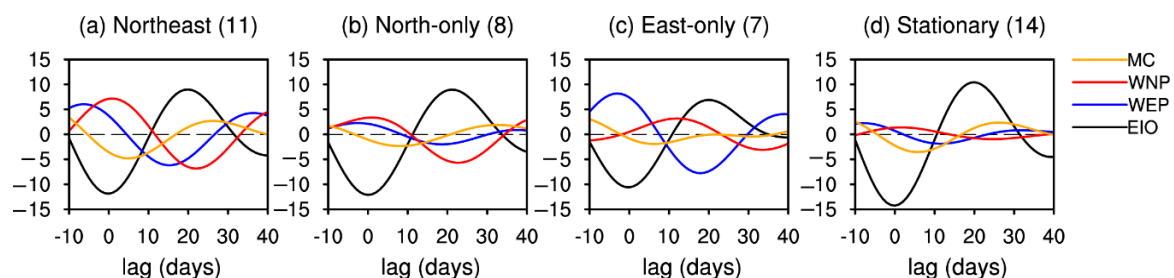 (a) Northeast (11) (b) North-only (8) (c) East-only (7) (d) Stationary (14)
15 15 15 15 MC
10 10 10 10 WNP
5 5 5 5 WEP
0 0 0 0 EIO
−5 −5 −5 −5
−10 −10 −10 −10
−15 −15 −15 −15
-10 0 10 20 30 40 -10 0 10 20 30 40 -10 0 10 20 30 40 -10 0 10 20 30 40
lag (days) lag (days) lag (days) lag (days)